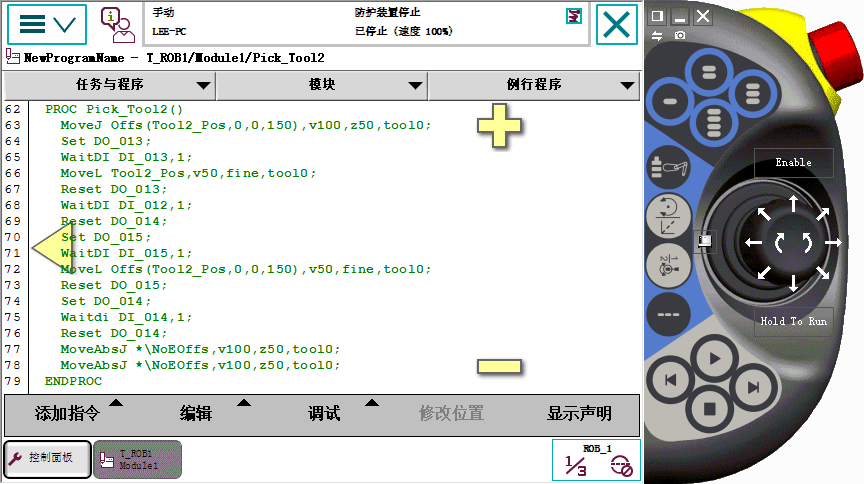 手动
防护装置停止
LEE-PC
已停止 (速度 100%)
NewProgramName - T_ROB1/Module1/Pick_Tool2
任务与程序 模块 例行程序
62 PROC Pick_Tool2()
63 MoveJ Offs(Tool2_Pos,0,0,150),v100,z50,tool0;
64 Set DO_013;
65 WaitDI DI_013,1;
66 MoveL Tool2_Pos,v50,fine,tool0;
67 Reset DO_013;
68 WaitDI DI_012,1;
69 Reset DO_014;
70 Set DO_015;
71 WaitDI DI_015,1;
72 MoveL Offs(Tool2_Pos,0,0,150),v50,fine,tool0;
73 Reset DO_015;
74 Set DO_014;
75 Waitdi DI_014,1;
76 Reset DO_014;
77 MoveAbsJ *\NoEOffs,v100,z50,tool0;
78 MoveAbsJ *\NoEOffs,v100,z50,tool0;
79 ENDPROC
添加指令 编辑 调试 修改位置 显示声明
控制面板
T_ROB1
Module1
ROB_1
1/3
Enable
Hold To Run